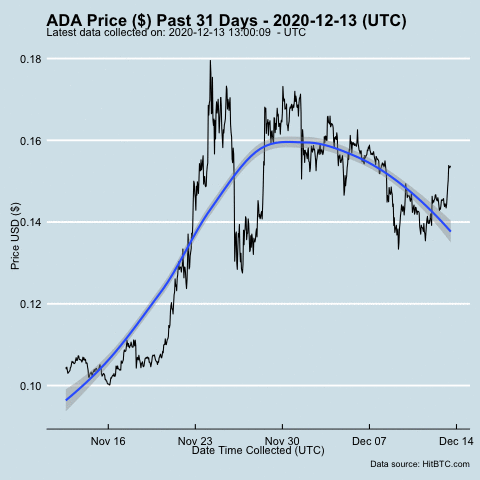 ADA Price ($) Past 31 Days - 2020-12-13 (UTC)
Latest data collected on: 2020-12-13 13:00:09  - UTC
Price USD ($)
0.18
0.16
0.14
0.12
0.10
Nov 16
Nov 23
Nov 30
Dec 07
Dec 14
Date Time Collected (UTC)
Data source: HitBTC.com